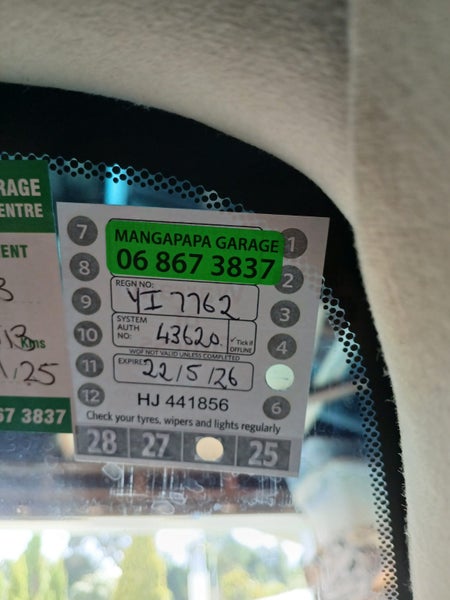 RAGE
ENTRE
ENT
3
13 Kms
1/25
67 3837
7
8
9
10
11
12
MANGAPAPA GARAGE
06 867 3837
REGN NO:
YI 7762
SYSTEM
AUTH
NO:
4362
✓ Tick if
OFFLINE
WOF NOT VALID UNLESS COMPLETED
EXPIRES
22/5/26
HJ 441856
1
2
3
4
6
Check your tyres, wipers and lights regularly
28 27 25